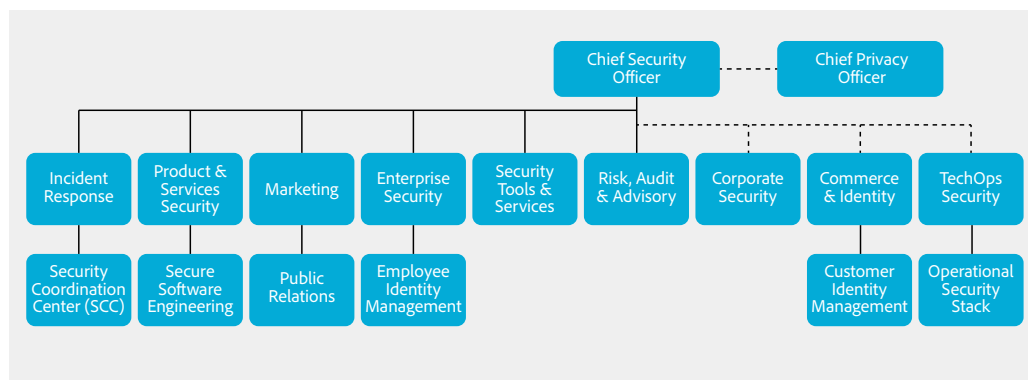 Chief Security
Officer
Chief Privacy
Officer
Incident
Response
Product &
Services
Security
Marketing
Enterprise
Security
Security
Tools &
Services
Risk, Audit
& Advisory
Corporate
Security
Commerce
& Identity
TechOps
Security
Security
Coordination
Center (SCC)
Secure
Software
Engineering
Public
Relations
Employee
Identity
Management
Customer
Identity
Management
Operational
Security
Stack